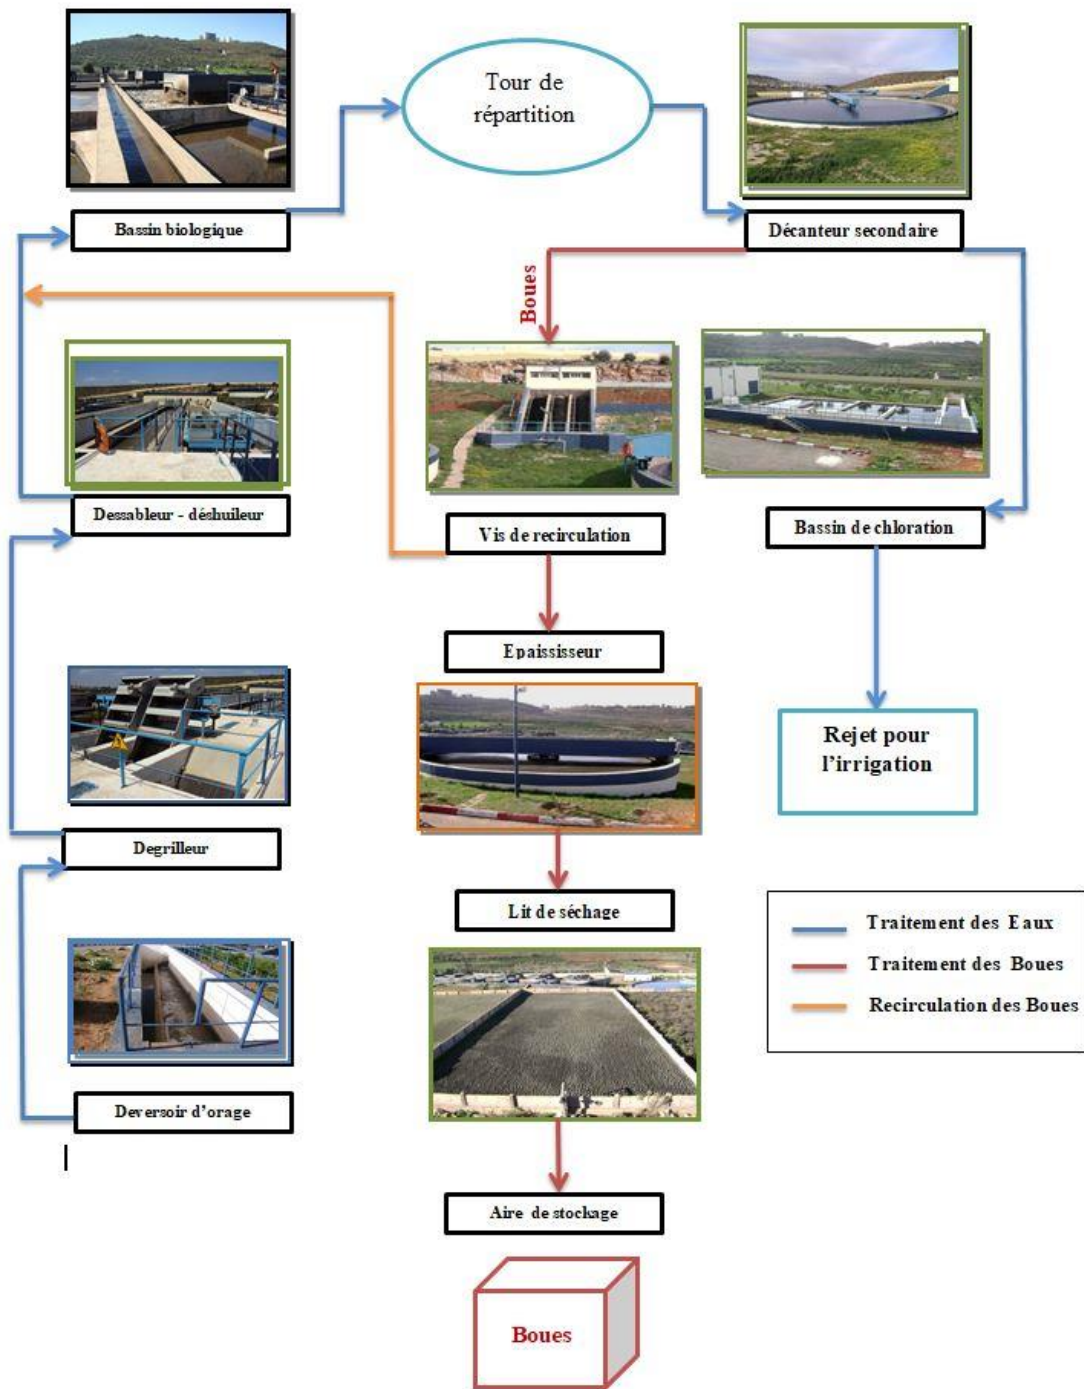 Tour de
répartition
Bassin biologique
Décanteur secondaire
Boues
Dessableur - déshuileur
Vis de recirculation
Bassin de chloration
Epaississeur
Rejet pour
l'irrigation
Degrilleur
Lit de séchage
Traitement des Eaux
Traitement des Boues
Recirculation des Boues
Deversoir d'orage
Aire de stockage
Boues